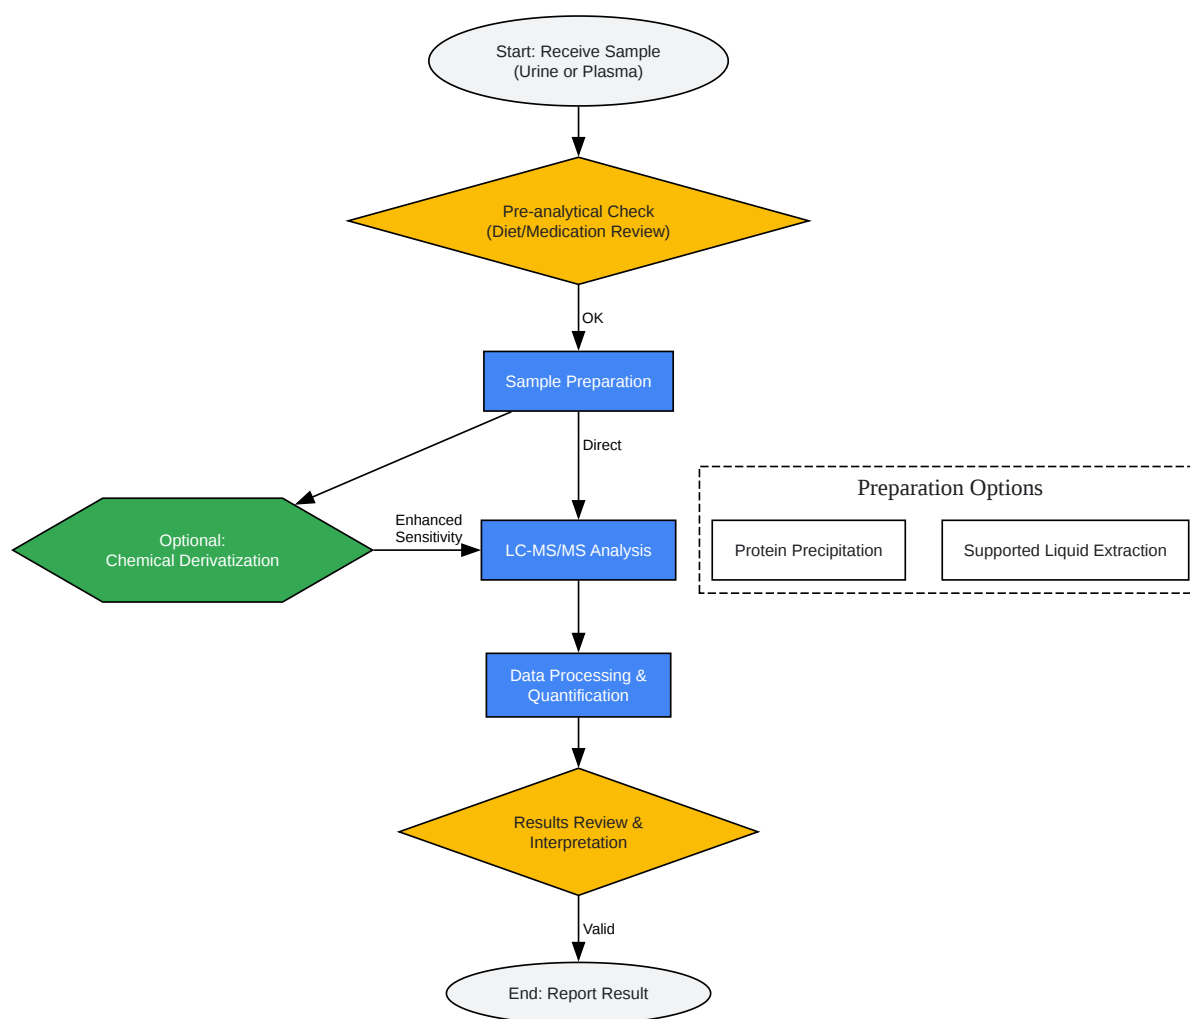 Start: Receive Sample
(Urine or Plasma)
Pre-analytical Check
(Diet/Medication Review)
OK
Sample Preparation
Direct
Preparation Options
Enhanced
Sensitivity
Optional:
Chemical Derivatization
LC-MS/MS Analysis
Protein Precipitation
Supported Liquid Extraction
Data Processing &
Quantification
Results Review &
Interpretation
Valid
End: Report Result